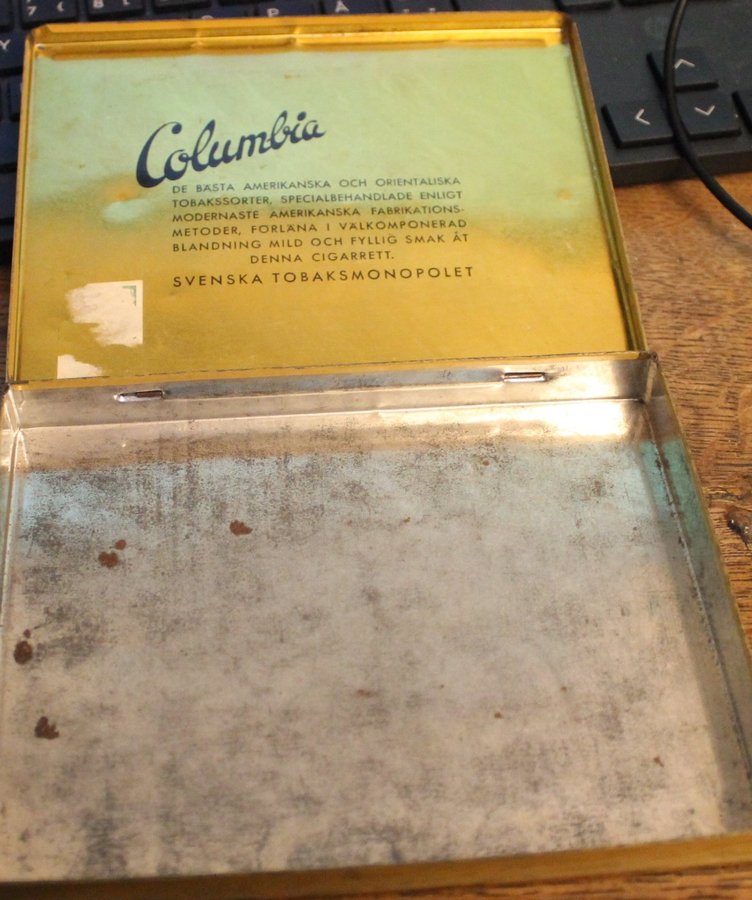 Columbia
DE BÄSTA AMERIKANSKA OCH ORIENTALISKA
TOBAKSSORTER, SPECIALBEHANDLADE ENLIGT
MODERNASTE AMERIKANSKA FABRIKATIONS-
METODER, FÖRLÄNA I VÄLKOMPONERAD
BLANDNING MILD OCH FYLLIG SMAK ÅT
DENNA CIGARRETT.
SVENSKA TOBAKSMONOPOLET